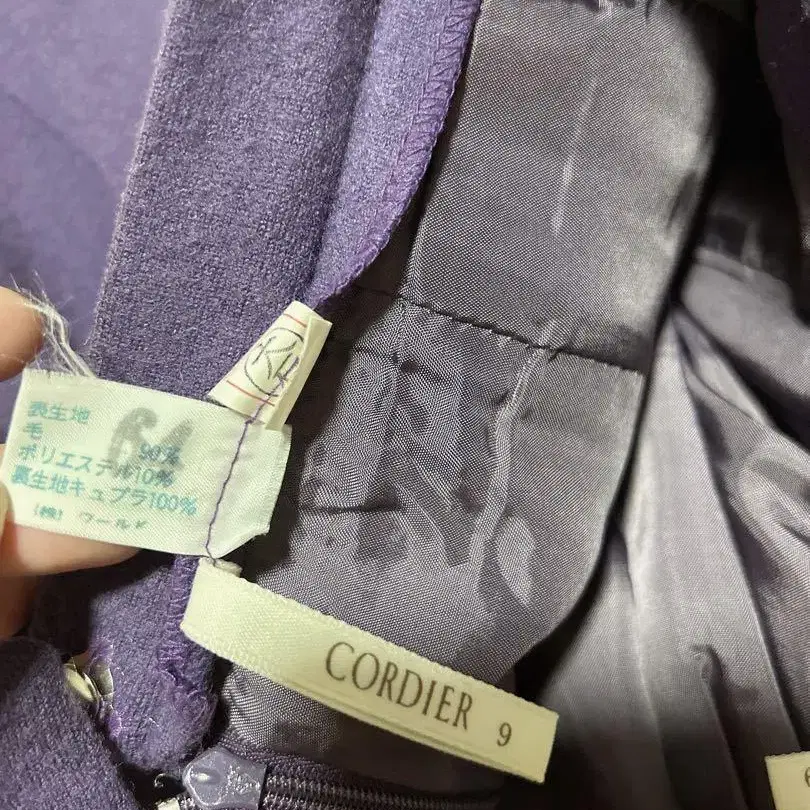 表生地
毛 90%
ポリエステル10%
裏生地キュプラ100%
(株) ワールド
64
CORDIER 9